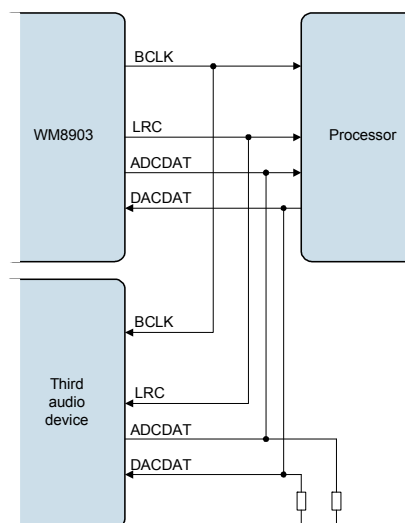 BCLK
WM8903
LRC
Processor
ADCDAT
DACDAT
BCLK
Third
audio
device
LRC
ADCDAT
DACDAT